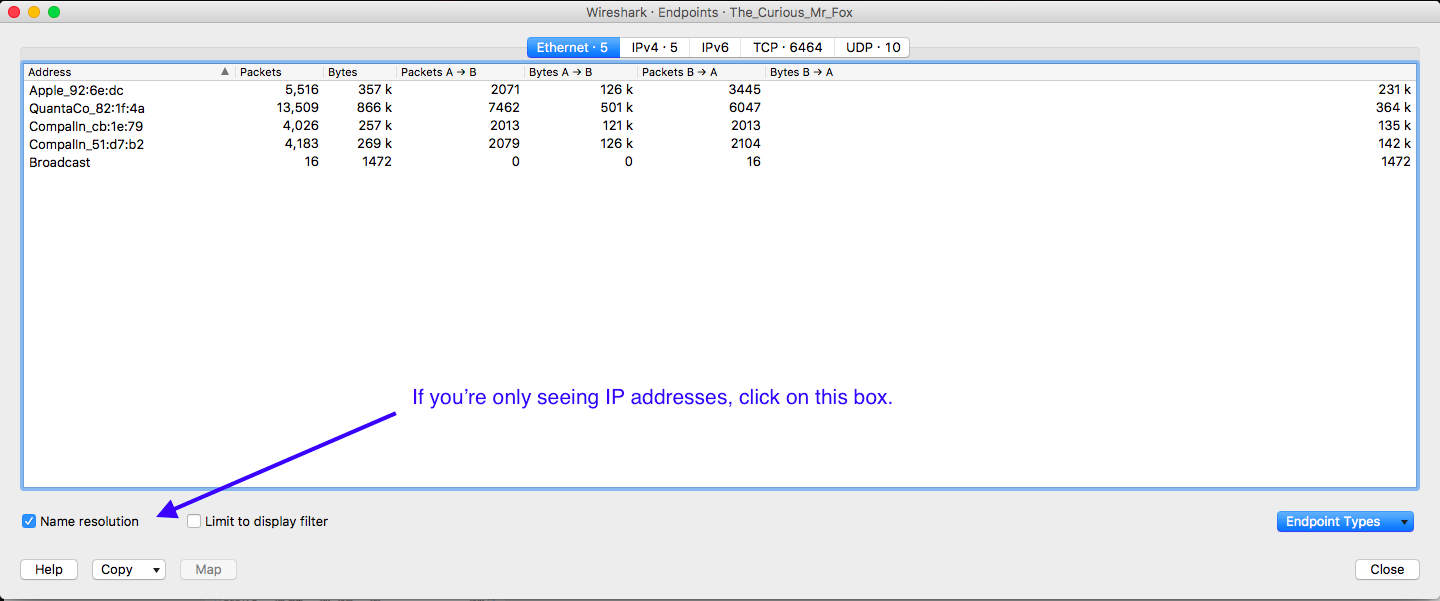 Wireshark · Endpoints · The_Curious_Mr_Fox
Ethernet · 5 IPv4 · 5 IPv6 TCP · 6464 UDP · 10
Address Packets Bytes Packets A → B Bytes A → B Packets B → A Bytes B → A
Apple_92:6e:dc 5,516 357 k 2071 126 k 3445 231 k
QuantaCo_82:1f:4a 13,509 866 k 7462 501 k 6047 364 k
CompalIn_cb:1e:79 4,026 257 k 2013 121 k 2013 135 k
CompalIn_51:d7:b2 4,183 269 k 2079 126 k 2104 142 k
Broadcast 16 1472 0 0 16 1472
If you’re only seeing IP addresses, click on this box.
Name resolution Limit to display filter Endpoint Types
Help Copy Map Close